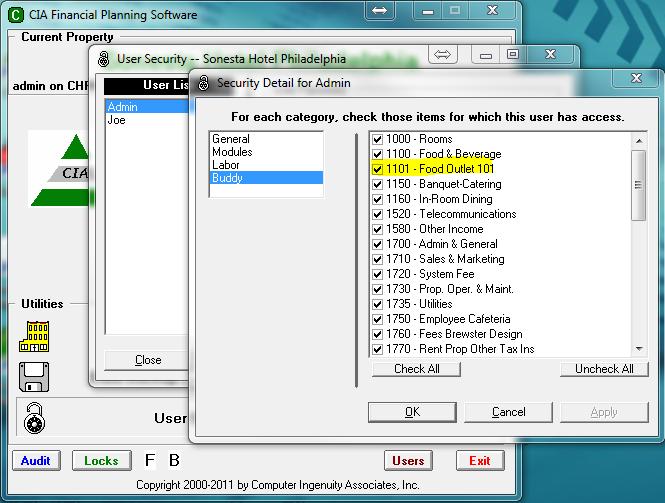 CIA Financial Planning Software
Current Property
admin on CHF
CIA
Utilities
User
Audit
Locks
F B
Users
Exit
Copyright 2000-2011 by Computer Ingenuity Associates, Inc.
User Security -- Sonesta Hotel Philadelphia
User Lis
Admin
Joe
Close
Security Detail for Admin
For each category, check those items for which this user has access.
General
Modules
Labor
Buddy
1000 - Rooms
1100 - Food & Beverage
1101 - Food Outlet 101
1150 - Banquet-Catering
1160 - In-Room Dining
1520 - Telecommunications
1580 - Other Income
1700 - Admin & General
1710 - Sales & Marketing
1720 - System Fee
1730 - Prop. Oper. & Maint.
1735 - Utilities
1750 - Employee Cafeteria
1760 - Fees Brewster Design
1770 - Rent Prop Other Tax Ins
Check All
Uncheck All
OK
Cancel
Apply